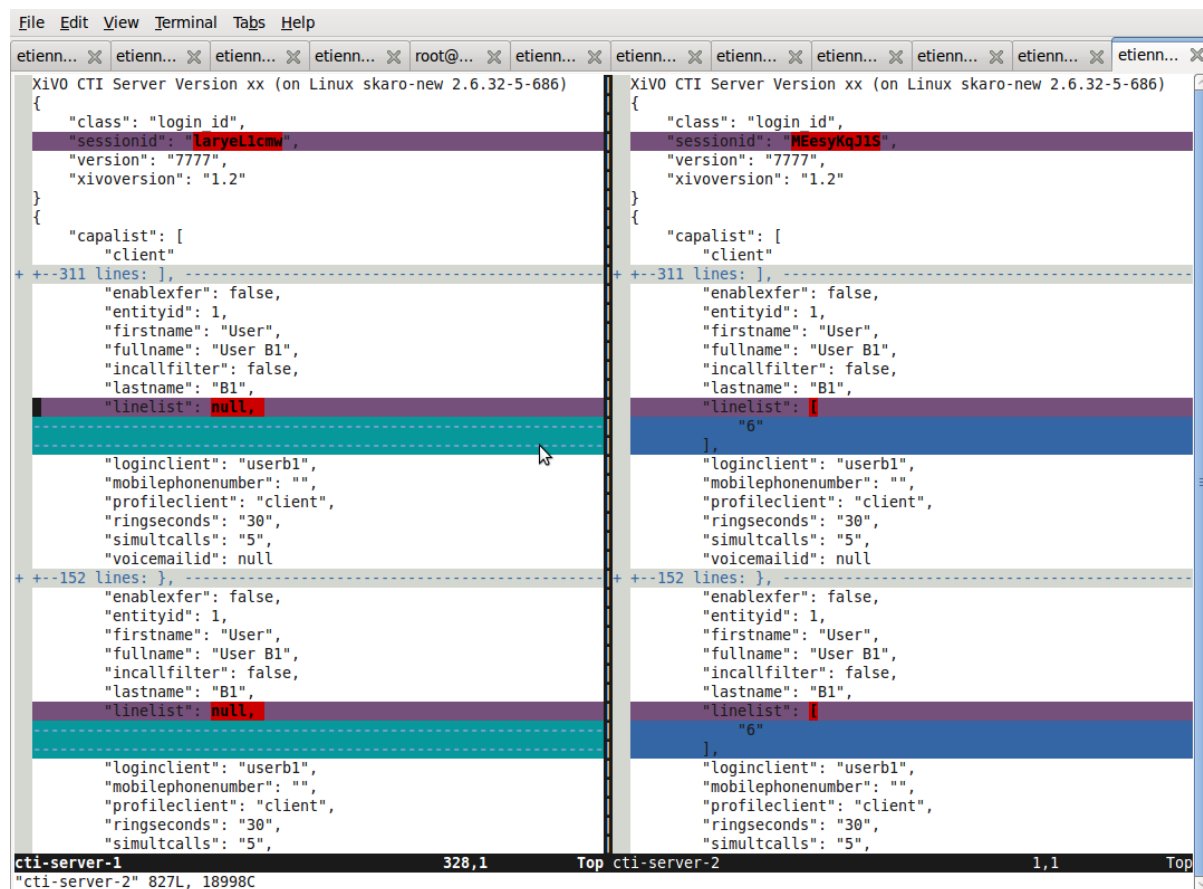 File Edit View Terminal Tabs Help
etienn... etienn... etienn... etienn... root@... etienn... etienn... etienn... etienn... etienn... etienn... etienn...
XiVO CTI Server Version xx (on Linux skaro-new 2.6.32-5-686)
{
"class": "login_id",
"sessionid": "laryeL1cmw",
"version": "7777",
"xivoversion": "1.2"
}
{
"capalist": [
"client"
+ +--311 lines: ], ----------------------------------------------
"enablexfer": false,
"entityid": 1,
"firstname": "User",
"fullname": "User B1",
"incallfilter": false,
"lastname": "B1",
"linelist": null,
"loginclient": "userb1",
"mobilephonenumber": "",
"profileclient": "client",
"ringseconds": "30",
"simultcalls": "5",
"voicemailid": null
+ +--152 lines: }, ----------------------------------------------
"enablexfer": false,
"entityid": 1,
"firstname": "User",
"fullname": "User B1",
"incallfilter": false,
"lastname": "B1",
"linelist": null,
"loginclient": "userb1",
"mobilephonenumber": "",
"profileclient": "client",
"ringseconds": "30",
"simultcalls": "5",
cti-server-1 328,1 Top
XiVO CTI Server Version xx (on Linux skaro-new 2.6.32-5-686)
{
"class": "login_id",
"sessionid": "MEesyKqJ1S",
"version": "7777",
"xivoversion": "1.2"
}
{
"capalist": [
"client"
+ +--311 lines: ], ----------------------------------------------
"enablexfer": false,
"entityid": 1,
"firstname": "User",
"fullname": "User B1",
"incallfilter": false,
"lastname": "B1",
"linelist": [
"6"
],
"loginclient": "userb1",
"mobilephonenumber": "",
"profileclient": "client",
"ringseconds": "30",
"simultcalls": "5",
"voicemailid": null
+ +--152 lines: }, ----------------------------------------------
"enablexfer": false,
"entityid": 1,
"firstname": "User",
"fullname": "User B1",
"incallfilter": false,
"lastname": "B1",
"linelist": [
"6"
],
"loginclient": "userb1",
"mobilephonenumber": "",
"profileclient": "client",
"ringseconds": "30",
"simultcalls": "5",
cti-server-2 1,1 Top
"cti-server-2" 827L, 18998C